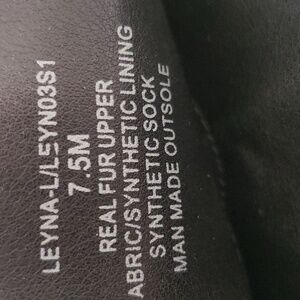 LEYNA-L/LEYN03S1
7.5M
REAL FUR UPPER
ABRIC/SYNTHETIC LINING
SYNTHETIC SOCK
MAN MADE OUTSOLE